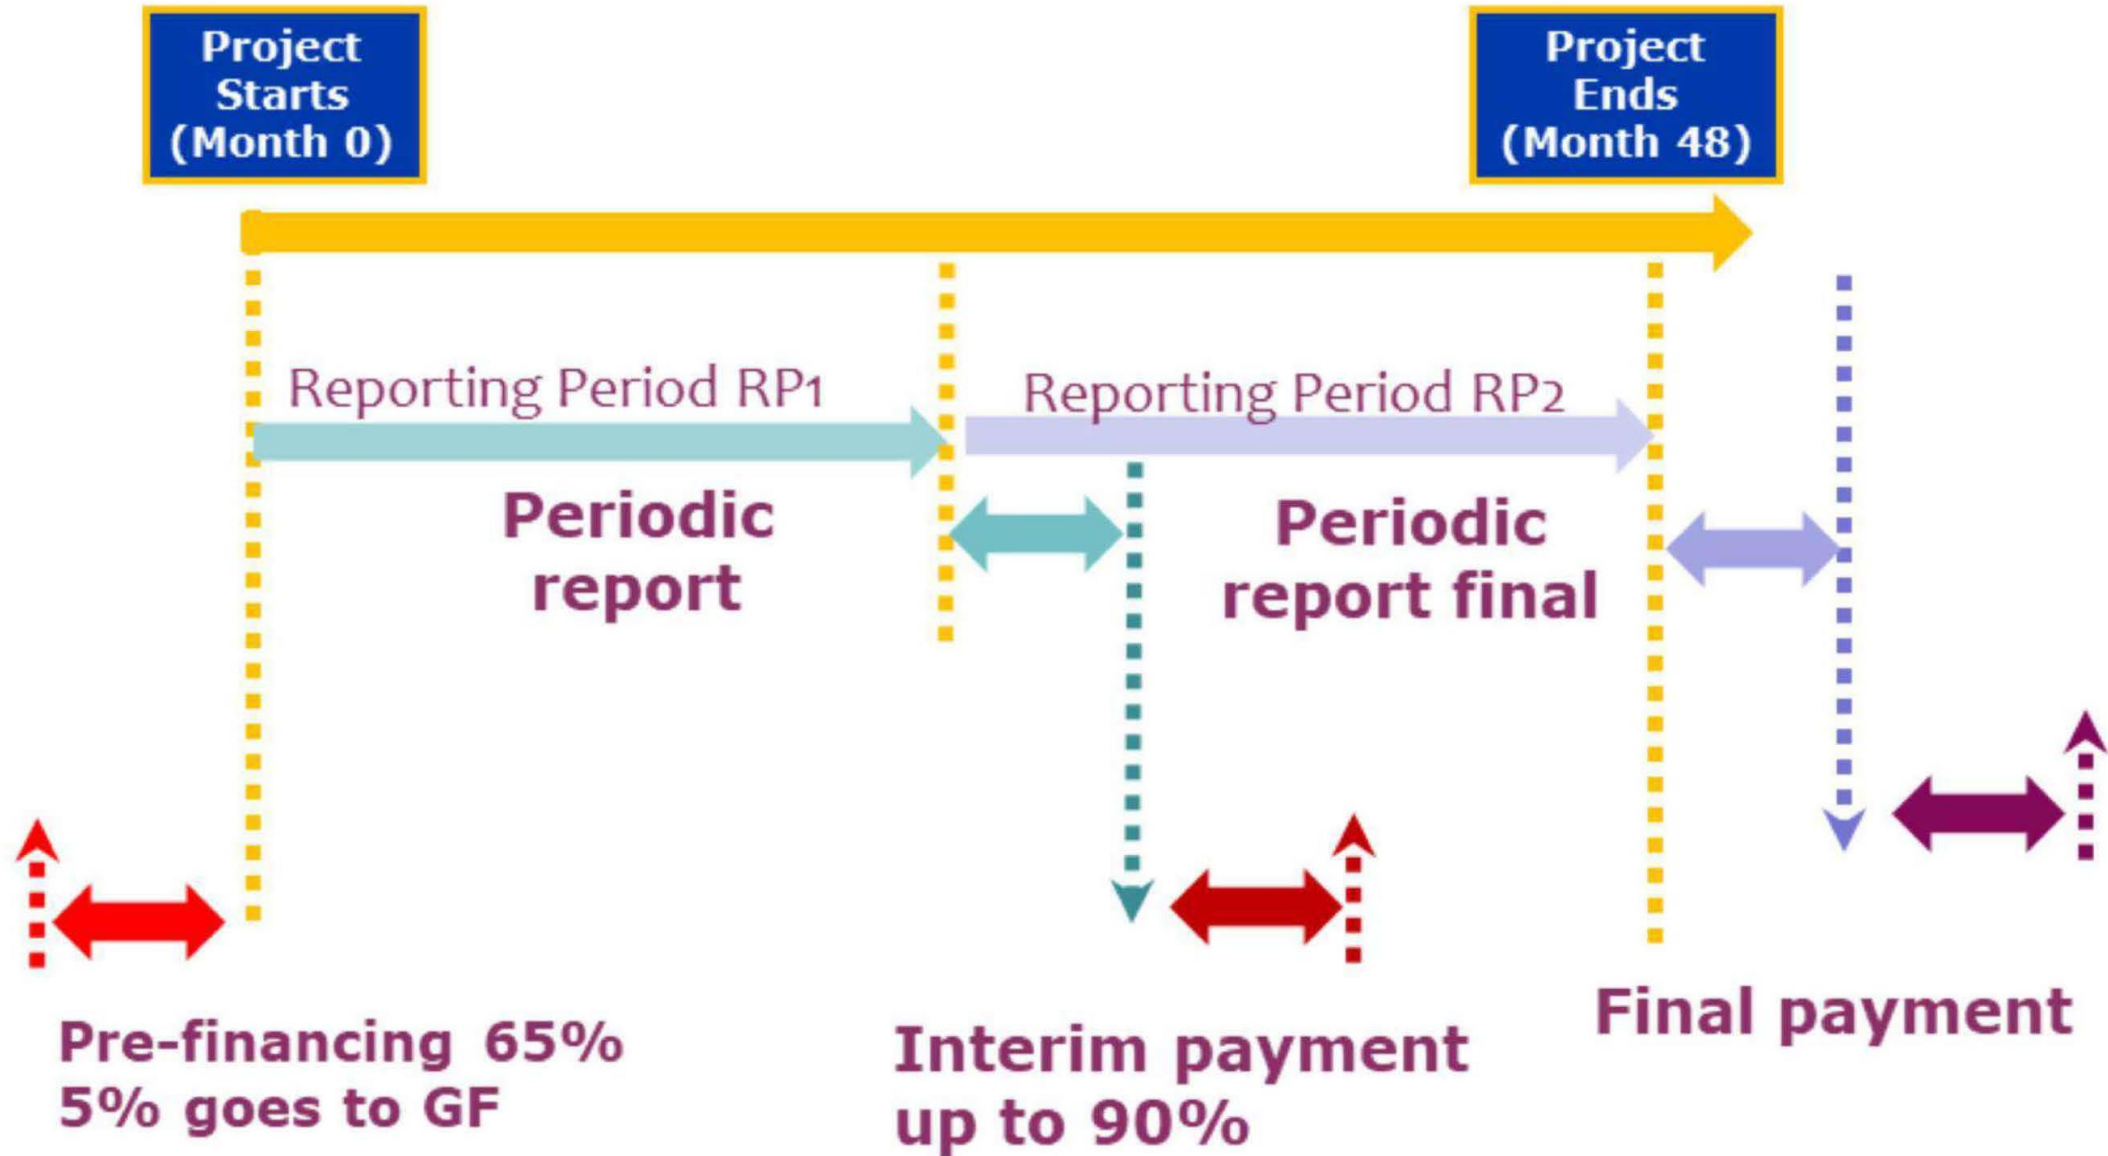 Project
Starts
(Month 0)
Project
Ends
(Month 48)
Reporting Period RP1
Reporting Period RP2
Periodic
report
Periodic
report final
Pre-financing 65%
5% goes to GF
Interim payment
up to 90%
Final payment